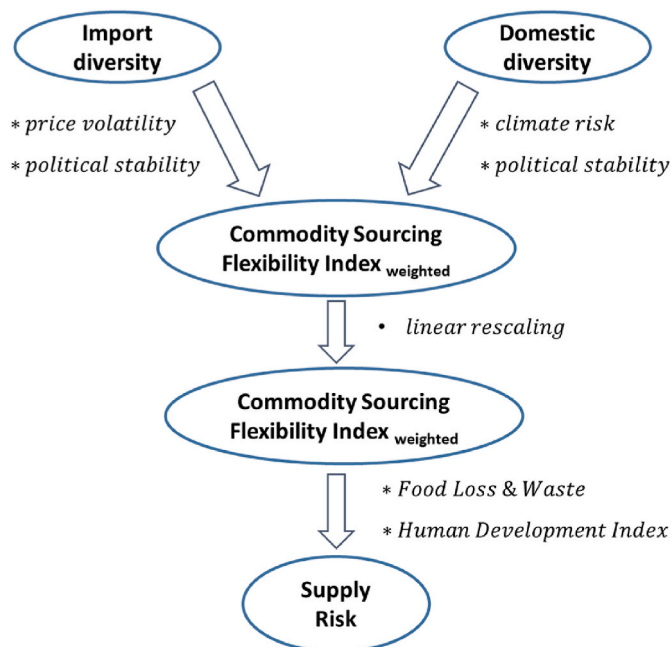 Import
diversity
Domestic
diversity
* price volatility
* political stability
* climate risk
* political stability
Commodity Sourcing
Flexibility Index weighted
• linear rescaling
Commodity Sourcing
Flexibility Index weighted
* Food Loss & Waste
* Human Development Index
Supply
Risk